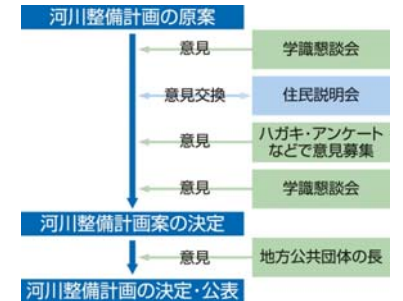 河川整備計画の原案
意見
学識懇談会
意見交換
住民説明会
意見
ハガキ・アンケート
などで意見募集
意見
学識懇談会
河川整備計画案の決定
意見
地方公共団体の長
河川整備計画の決定・公表